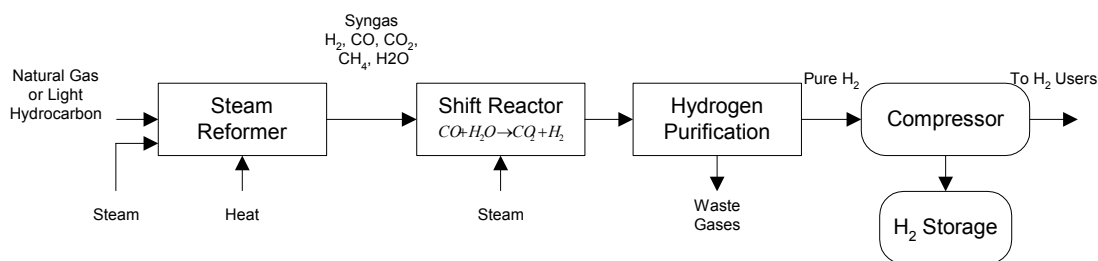 Syngas
H₂, CO, CO₂,
CH₄, H2O
Natural Gas
or Light
Hydrocarbon
Steam
Reformer
Shift Reactor
CO+H₂O→CO₂+H₂
Hydrogen
Purification
Pure H₂
Compressor
To H₂ Users
Steam
Heat
Steam
Waste
Gases
H₂ Storage